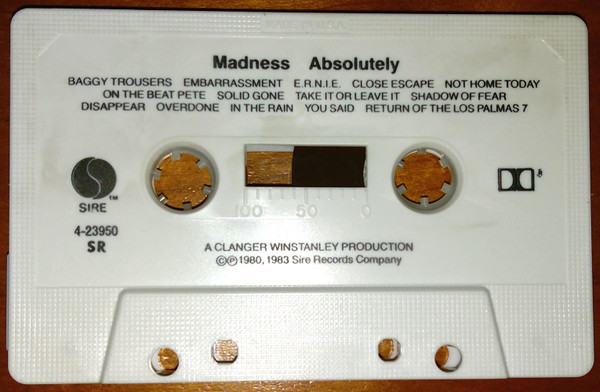 Madness Absolutely
BAGGY TROUSERS EMBARRASSMENT E.R.N.I.E. CLOSE ESCAPE NOT HOME TODAY
ON THE BEAT PETE SOLID GONE TAKE IT OR LEAVE IT SHADOW OF FEAR
DISAPPEAR OVERDONE IN THE RAIN YOU SAID RETURN OF THE LOS PALMAS 7
SIRE™
4-23950
SR
100 50 0
A CLANGER WINSTANLEY PRODUCTION
©℗1980, 1983 Sire Records Company